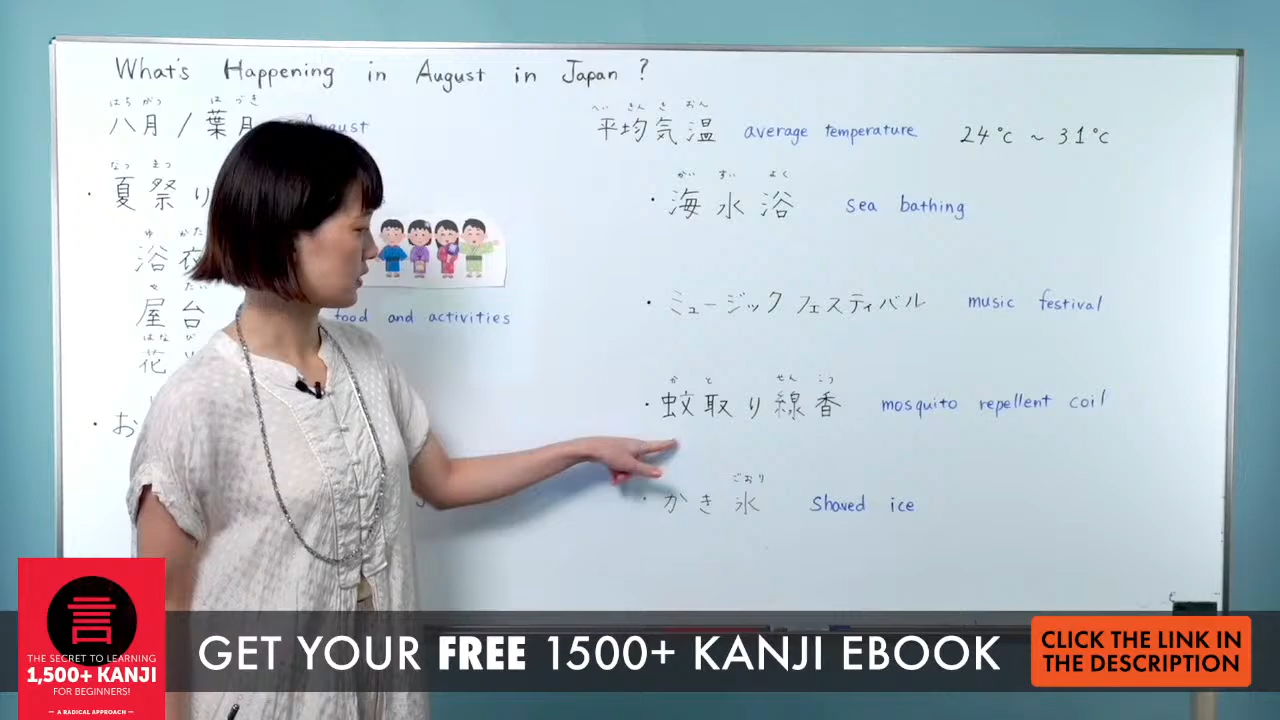 What's Happening in August in Japan ?
はち がつ は づき
八月 / 葉月 August
なつ まつ
夏祭り
ゆ かた
浴衣
や たい
屋台 food and activities
はな び
花
お
へい きん き おん
平均気温 average temperature 24℃ ~ 31℃
かい すい よく
・海水浴 sea bathing
・ミュージックフェスティバル music festival
か と せん こう
・蚊取り線香 mosquito repellent coil
ごおり
・かき氷 Shaved ice
言
THE SECRET TO LEARNING
1,500+ KANJI
FOR BEGINNERS!
— A RADICAL APPROACH —
GET YOUR FREE 1500+ KANJI EBOOK
CLICK THE LINK IN
THE DESCRIPTION